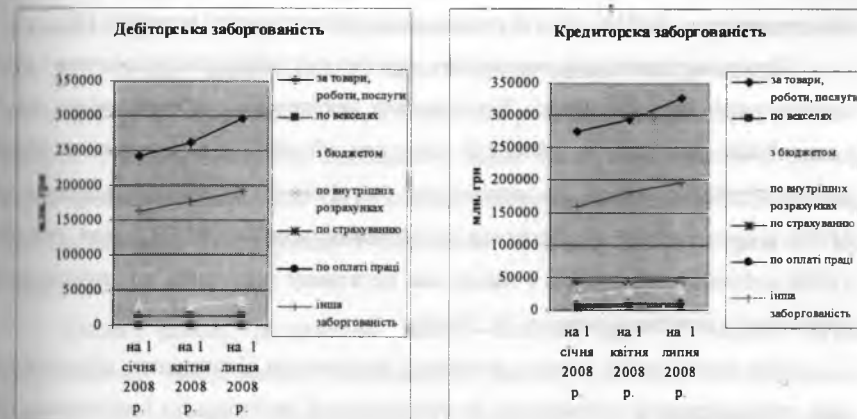 Дебіторська заборгованість
350000
300000
250000
200000
150000
100000
50000
0
млн. грн
на 1
січня
2008
р.
на 1
квітня
2008
р.
на 1
липня
2008
р.
за товари,
роботи, послуги
по векселях
з бюджетом
по внутрішніх
розрахунках
по страхуванню
по оплаті праці
інша
заборгованість
Кредиторска заборгованість
350000
300000
250000
200000
150000
100000
50000
0
млн. грн
на 1
січня
2008
р.
на 1
квітня
2008
р.
на 1
липня
2008
р.
за товари,
роботи, послуги
по векселях
з бюджетом
по внутрішніх
розрахунках
по страхуванню
по оплаті праці
інша
заборгованість